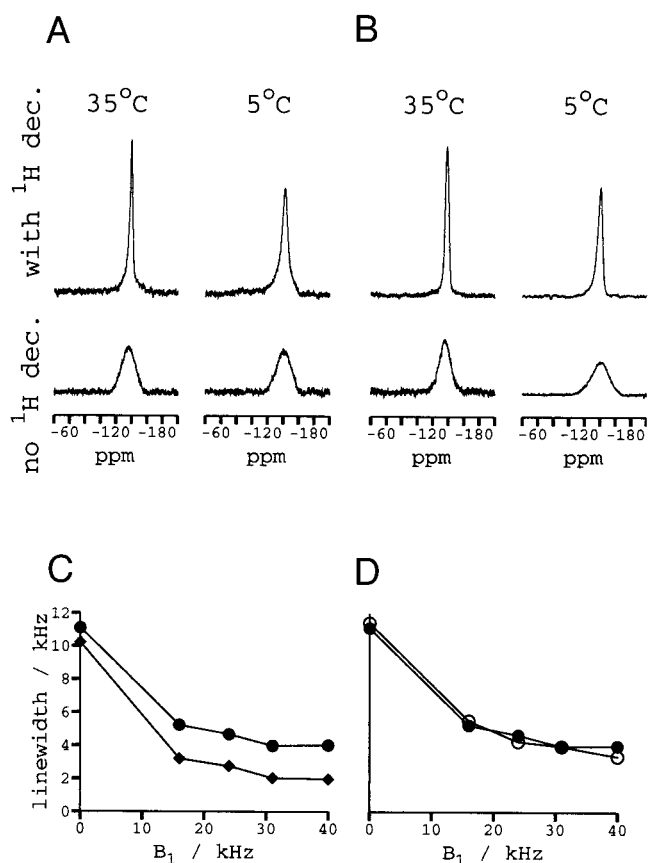 A B
35°C 5°C 35°C 5°C
with ¹H dec.
no ¹H dec.
-60 -120 -180 -60 -120 -180 -60 -120 -180 -60 -120 -180
ppm ppm ppm ppm
C D
linewidth / kHz
12
10
8
6
4
2
0
0 10 20 30 40 0 10 20 30 40
B₁ / kHz B₁ / kHz